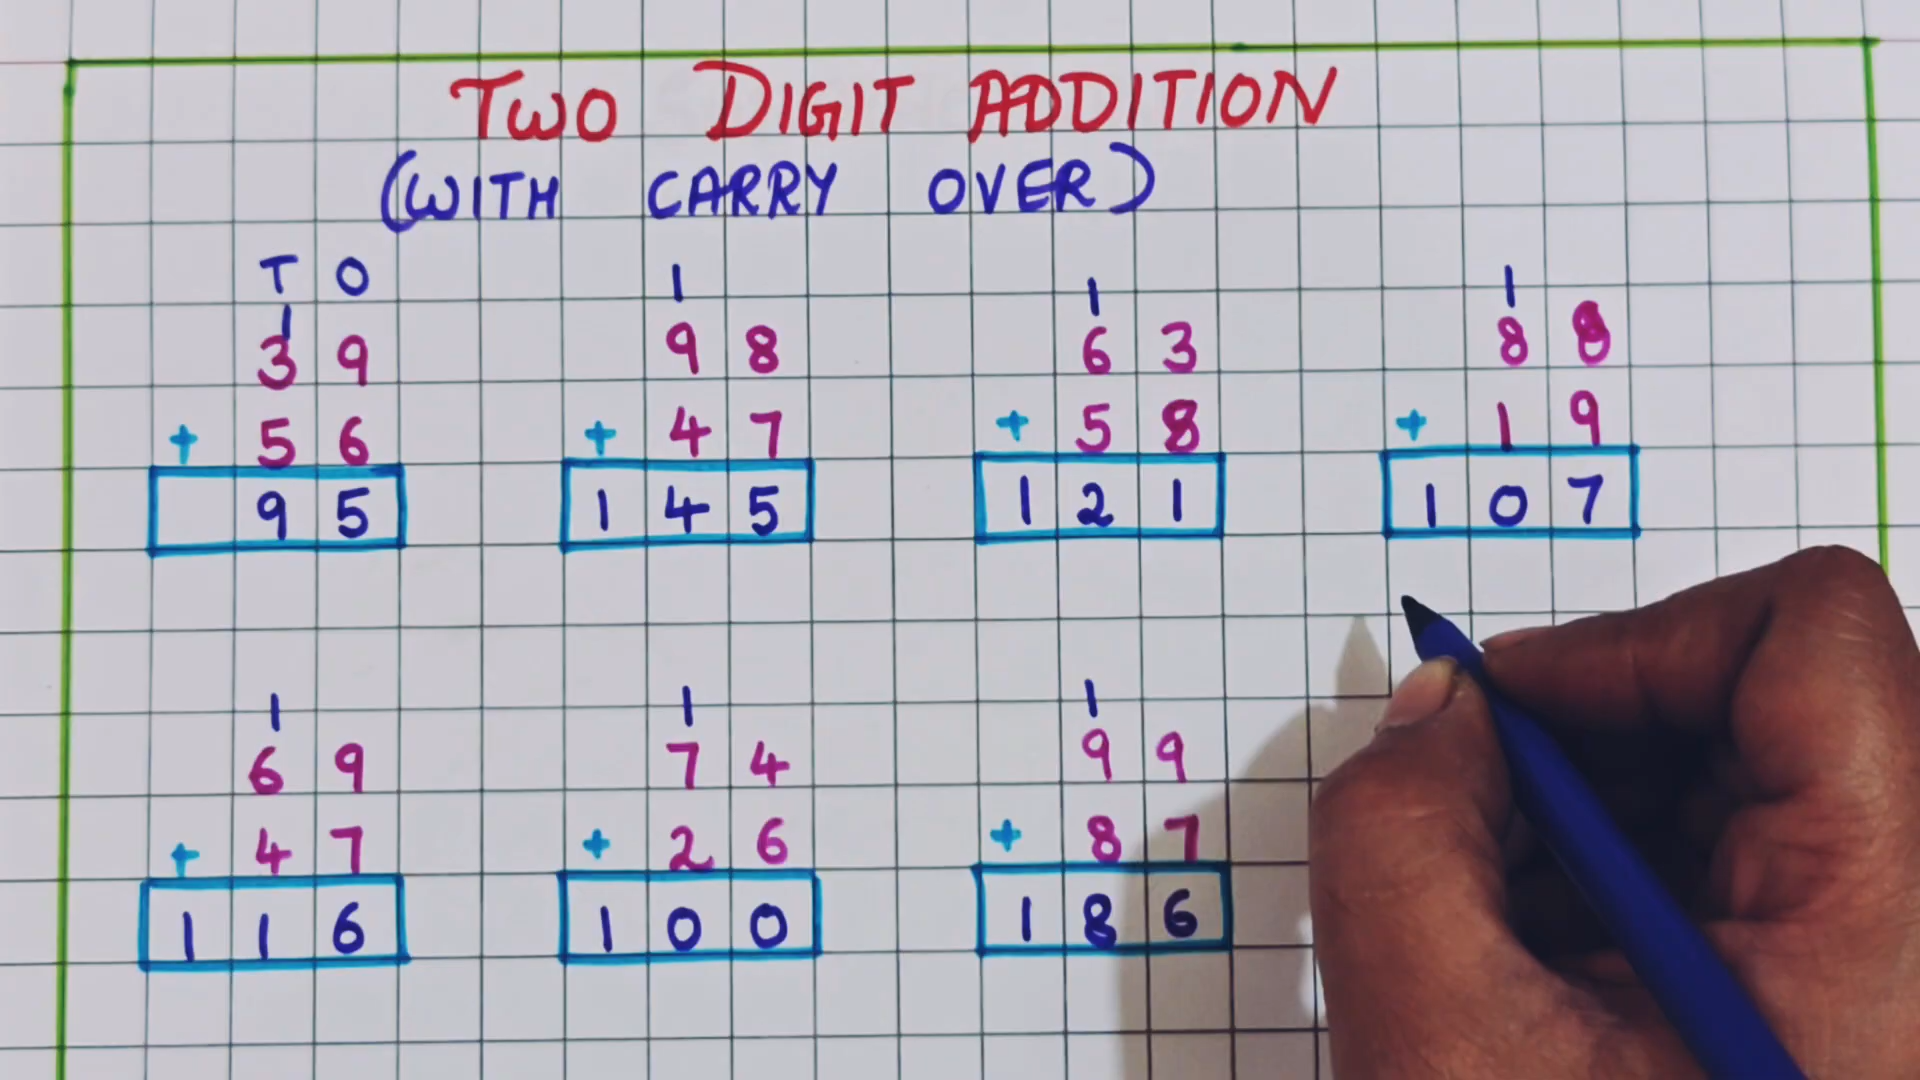 TWO DIGIT ADDITION
(WITH CARRY OVER)
T O
1 1 1 1
3 9 9 8 6 3 8 8
+ 5 6 + 4 7 + 5 8 + 1 9
9 5 1 4 5 1 2 1 1 0 7
1 1 1
6 9 7 4 9 9
+ 4 7 + 2 6 + 8 7
1 1 6 1 0 0 1 8 6